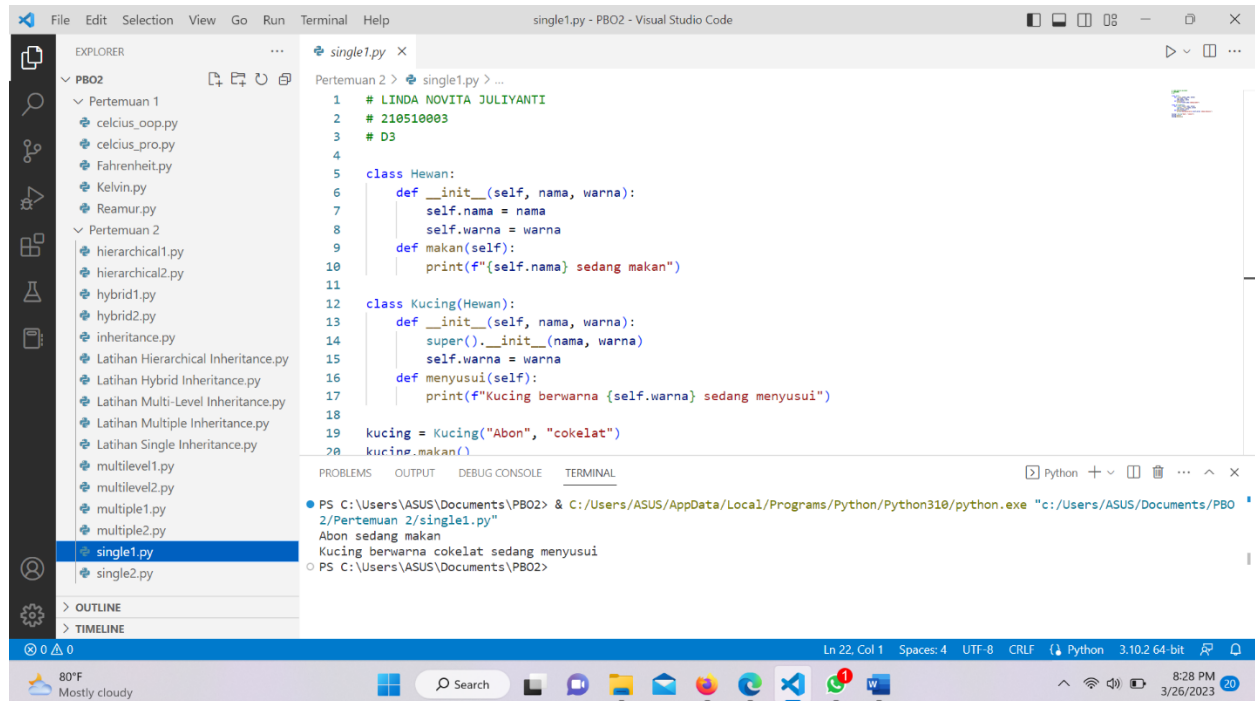 File Edit Selection View Go Run Terminal Help single1.py - PBO2 - Visual Studio Code
EXPLORER
PBO2
Pertemuan 1
celcius_oop.py
celcius_pro.py
Fahrenheit.py
Kelvin.py
Reamur.py
Pertemuan 2
hierarchical1.py
hierarchical2.py
hybrid1.py
hybrid2.py
inheritance.py
Latihan Hierarchical Inheritance.py
Latihan Hybrid Inheritance.py
Latihan Multi-Level Inheritance.py
Latihan Multiple Inheritance.py
Latihan Single Inheritance.py
multilevel1.py
multilevel2.py
multiple1.py
multiple2.py
single1.py
single2.py
OUTLINE
TIMELINE
single1.py
Pertemuan 2 > single1.py > ...
1 # LINDA NOVITA JULIYANTI
2 # 210510003
3 # D3
4
5 class Hewan:
6 def __init__(self, nama, warna):
7 self.nama = nama
8 self.warna = warna
9 def makan(self):
10 print(f"{self.nama} sedang makan")
11
12 class Kucing(Hewan):
13 def __init__(self, nama, warna):
14 super().__init__(nama, warna)
15 self.warna = warna
16 def menyusui(self):
17 print(f"Kucing berwarna {self.warna} sedang menyusui")
18
19 kucing = Kucing("Abon", "cokelat")
20 kucing.makan()
PROBLEMS OUTPUT DEBUG CONSOLE TERMINAL Python
PS C:\Users\ASUS\Documents\PBO2> & C:/Users/ASUS/AppData/Local/Programs/Python/Python310/python.exe "c:/Users/ASUS/Documents/PBO
2/Pertemuan 2/single1.py"
Abon sedang makan
Kucing berwarna cokelat sedang menyusui
PS C:\Users\ASUS\Documents\PBO2>
0 0 Ln 22, Col 1 Spaces: 4 UTF-8 CRLF Python 3.10.2 64-bit
80°F
Mostly cloudy
Search
1
8:28 PM
3/26/2023
20